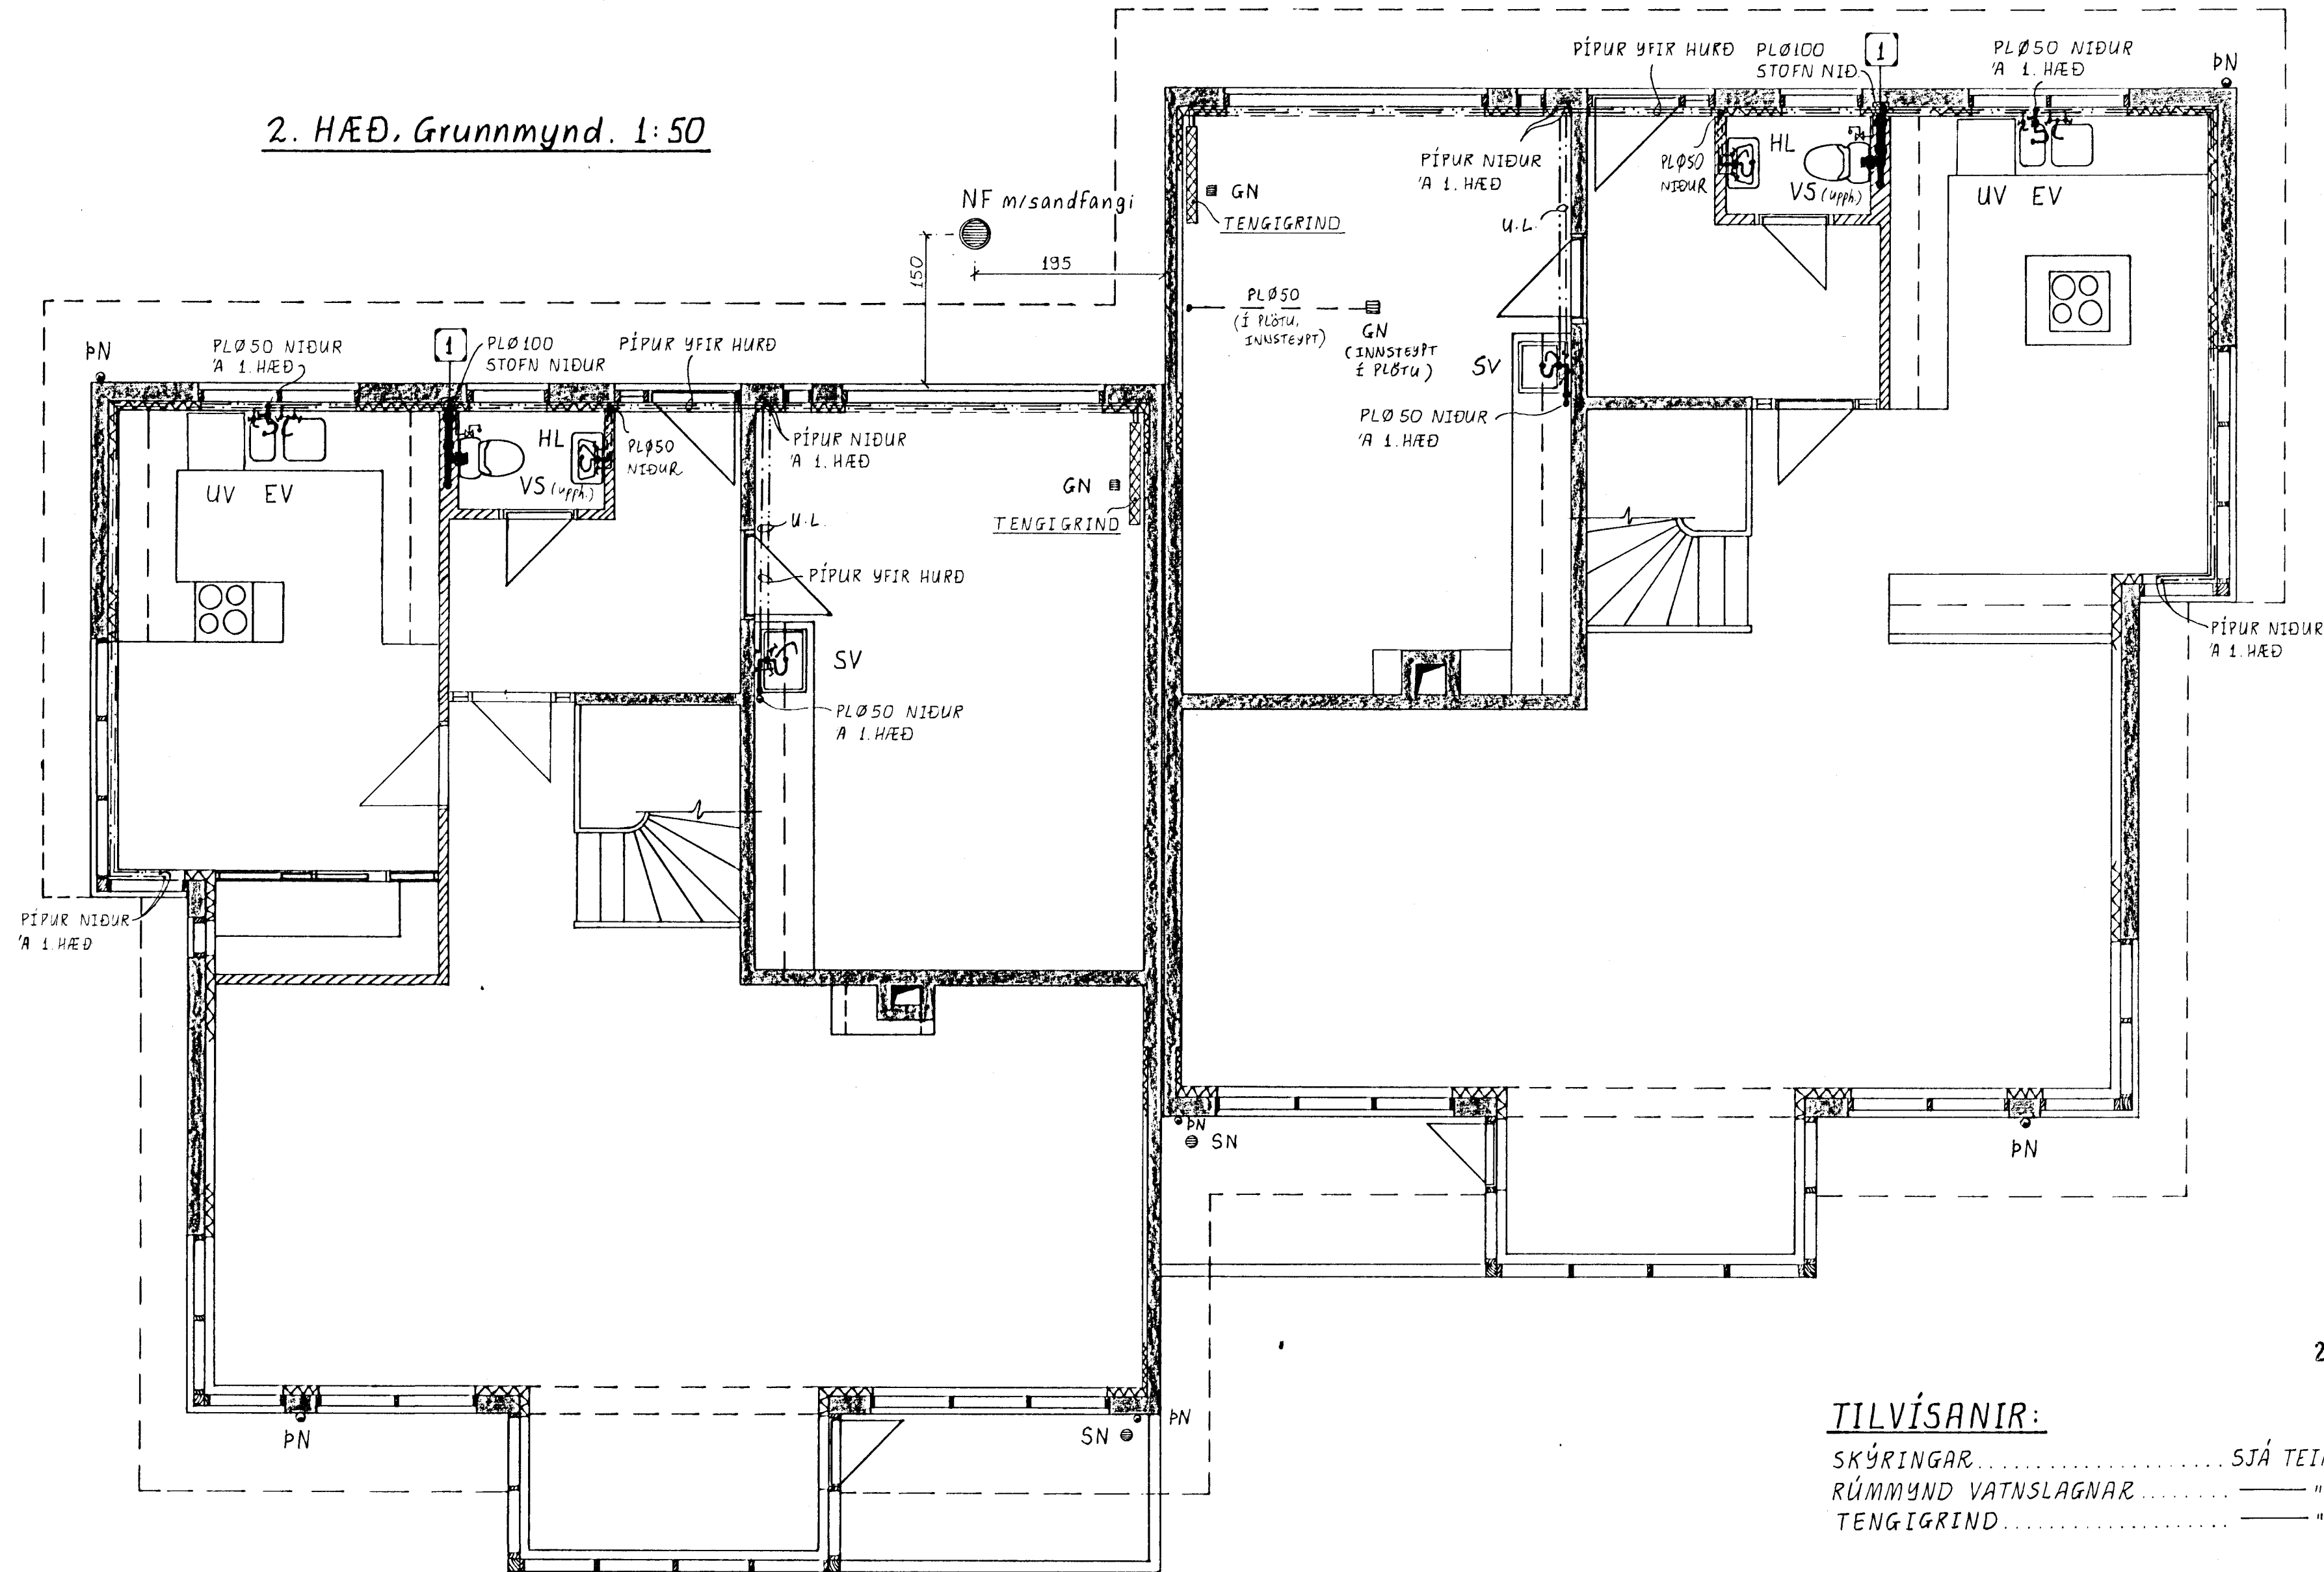 2. HÆÐ. Grunnmynd. 1:50
NF m/sandfangi
150
195
ÞN
PLØ50 NIÐUR
'A 1. HÆÐ
1
PLØ100
STOFN NIÐUR
PÍPUR YFIR HURÐ
UV EV
HL
VS (upph.)
PLØ50
NIÐUR
PÍPUR NIÐUR
'A 1. HÆÐ
GN
TENGIGRIND
U.L.
PÍPUR YFIR HURÐ
SV
PLØ50 NIÐUR
'A 1. HÆÐ
PÍPUR NIÐUR
'A 1. HÆÐ
ÞN
SN
ÞN
PÍPUR YFIR HURÐ
PLØ100
STOFN NIÐ.
1
PLØ50 NIÐUR
'A 1. HÆÐ
ÞN
GN
TENGIGRIND
PÍPUR NIÐUR
'A 1. HÆÐ
U.L.
PLØ50
NIÐUR
HL
VS (upph.)
UV EV
PLØ50
(Í PLÖTU,
INNSTEYPT)
GN
(INNSTEYPT
Í PLÖTU)
SV
PLØ 50 NIÐUR
'A 1. HÆÐ
PÍPUR NIÐUR
'A 1. HÆÐ
ÞN
SN
ÞN
2
TILVÍSANIR:
SKÝRINGAR...................... SJÁ TEI
RÚMMYND VATNSLAGNAR ........ —— "
TENGIGRIND.................... —— "